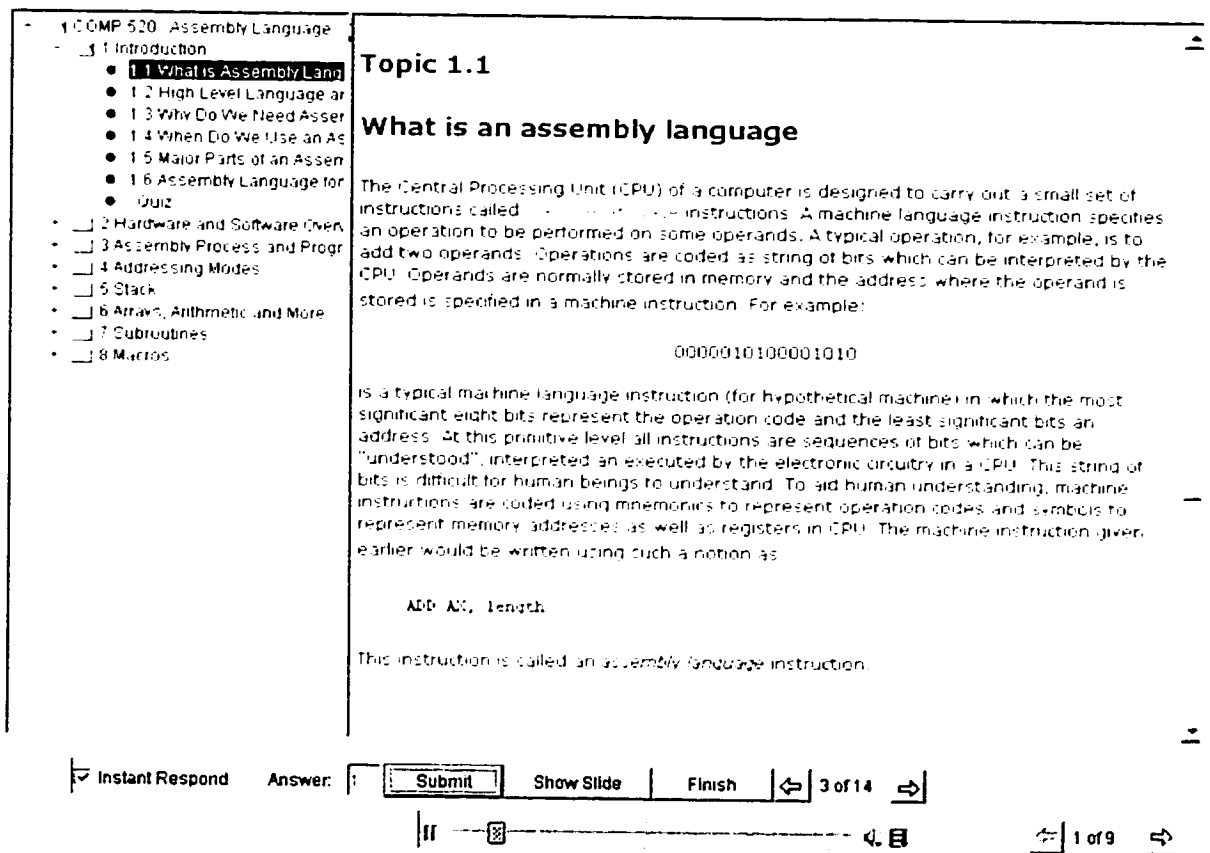 COMP 520 Assembly Language
1 Introduction
1.1 What is Assembly Lang
1.2 High Level Language ar
1.3 Why Do We Need Asser
1.4 When Do We Use an As
1.5 Major Parts of an Assem
1.6 Assembly Language for
Quiz
2 Hardware and Software Overv
3 Assembly Process and Progr
4 Addressing Modes
5 Stack
6 Arrays, Arithmetic and More
7 Subroutines
8 Macros
Topic 1.1
What is an assembly language
The Central Processing Unit (CPU) of a computer is designed to carry out a small set of
instructions called instructions. A machine language instruction specifies
an operation to be performed on some operands. A typical operation, for example, is to
add two operands. Operations are coded as string of bits which can be interpreted by the
CPU. Operands are normally stored in memory and the address where the operand is
stored is specified in a machine instruction. For example:
0000010100001010
is a typical machine language instruction (for hypothetical machine) in which the most
significant eight bits represent the operation code and the least significant bits an
address. At this primitive level all instructions are sequences of bits which can be
"understood", interpreted an executed by the electronic circuitry in a CPU. This string of
bits is difficult for human beings to understand. To aid human understanding, machine
instructions are coded using mnemonics to represent operation codes and symbols to
represent memory addresses as well as registers in CPU. The machine instruction given
earlier would be written using such a notion as
ADD AX, length
This instruction is called an assembly language instruction.
Instant Respond Answer: Submit Show Slide Finish 3 of 14
1 of 9